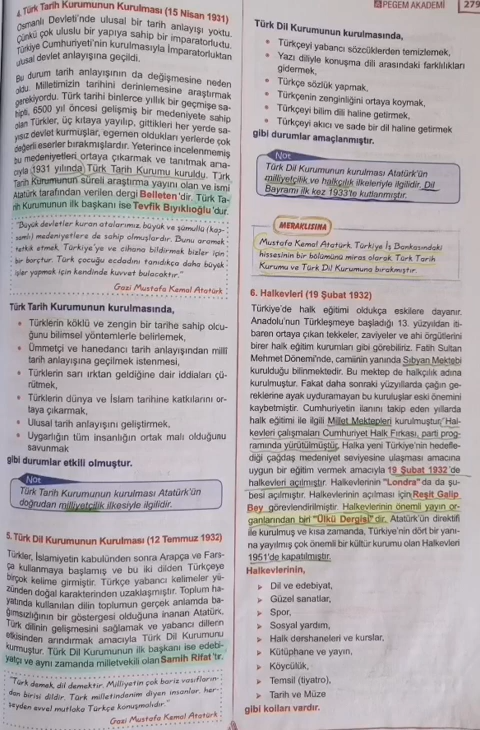 4. Türk Tarih Kurumunun Kurulması (15 Nisan 1931)
Osmanlı Devleti'nde ulusal bir tarih anlayışı yoktu.
Çünkü çok uluslu bir yapıya sahip bir imparatorluktu.
Türkiye Cumhuriyeti'nin kurulmasıyla İmparatorluktan
ulusal devlet anlayışına geçildi.
Bu durum tarih anlayışının da değişmesine neden
oldu. Milletimizin tarihini derinlemesine araştırmak
gerekiyordu. Türk tarihi binlerce yıllık bir geçmişe sa-
hipti, 6500 yıl öncesi gelişmiş bir medeniyete sahip
olan Türkler, üç kıtaya yayılıp, gittikleri her yerde sa-
yısız devlet kurmuşlar, egemen oldukları yerlerde çok
değerli eserler bırakmışlardır. Yeterince incelenmemiş
bu medeniyetleri ortaya çıkarmak ve tanıtmak ama-
cıyla 1931 yılında Türk Tarihi Kurumu kuruldu. Türk
Tarih Kurumunun süreli araştırma yayını olan ve ismi
Atatürk tarafından verilen dergi Belleten'dir. Türk Ta-
rih Kurumunun ilk başkanı ise Tevfik Bıyıklıoğlu'dur.
"Büyük devletler kuran atalarımız büyük ve şümullü (kap-
samlı) medeniyetlere de sahip olmuşlardır. Bunu aramak
tetkik etmek, Türkiye'ye ve cihana bildirmek bizler için
bir borçtur. Türk çocuğu ecdadını tanıdıkça daha büyük
işler yapmak için kendinde kuvvet bulacaktır."
Gazi Mustafa Kemal Atatürk
Türk Tarih Kurumunun kurulmasında,
• Türklerin köklü ve zengin bir tarihe sahip olcu-
ğunu bilimsel yöntemlerle belirlemek,
• Ümmetçi ve hanedancı tarih anlayışından millî
tarih anlayışına geçilmek istenmesi,
• Türklerin sarı ırktan geldiğine dair iddiaları çü-
rütmek,
• Türklerin dünya ve İslam tarihine katkılarını or-
taya çıkarmak,
• Ulusal tarih anlayışını geliştirmek,
• Uygarlığın tüm insanlığın ortak malı olduğunu
savunmak
gibi durumlar etkili olmuştur.
Not
Türk Tarih Kurumunun kurulması Atatürk'ün
doğrudan milliyetçilik ilkesiyle ilgilidir.
5. Türk Dil Kurumunun Kurulması (12 Temmuz 1932)
Türkler, İslamiyetin kabulünden sonra Arapça ve Fars-
ça kullanmaya başlamış ve bu iki dilden Türkçeye
birçok kelime girmiştir. Türkçe yabancı kelimeler yü-
zünden doğal karakterinden uzaklaşmıştır. Toplum ha-
yatında kullanılan dilin toplumun gerçek anlamda ba-
ğımsızlığının bir göstergesi olduğuna inanan Atatürk,
Türk dilinin gelişmesini sağlamak ve yabancı dillerin
etkisinden arındırmak amacıyla Türk Dil Kurumunu
kurmuştur. Türk Dil Kurumunun ilk başkanı ise edebi-
yatçı ve aynı zamanda milletvekili olan Samih Rifat'tır.
"Türk demek, dil demektir. Milliyetin çok bariz vasıfların-
dan birisi dildir. Türk milletindenim diyen insanlar, her
şeyden evvel mutlaka Türkçe konuşmalıdır."
Gazi Mustafa Kemal Atatürk
PEGEM AKADEMİ 279
Türk Dil Kurumunun kurulmasında,
• Türkçeyi yabancı sözcüklerden temizlemek,
• Yazı diliyle konuşma dili arasındaki farklılıkları
gidermek,
• Türkçe sözlük yapmak,
• Türkçenin zenginliğini ortaya koymak,
• Türkçeyi bilim dili haline getirmek,
• Türkçeyi akıcı ve sade bir dil haline getirmek
gibi durumlar amaçlanmıştır.
Not
Türk Dil Kurumunun kurulması Atatürk'ün
milliyetçilik ve halkçılık ilkeleriyle ilgilidir. Dil
Bayramı ilk kez 1933'te kutlanmıştır.
MERAKLISINA
Mustafa Kemal Atatürk Türkiye İş Bankasındaki
hissesinin bir bölümünü miras olarak Türk Tarih
Kurumu ve Türk Dil Kurumuna bırakmıştır.
6. Halkevleri (19 Şubat 1932)
Türkiye'de halk eğitimi oldukça eskilere dayanır.
Anadolu'nun Türkleşmeye başladığı 13. yüzyıldan iti-
baren ortaya çıkan tekkeler, zaviyeler ve ahi örgütlerini
birer halk eğitim kurumları gibi görebiliriz. Fatih Sultan
Mehmet Dönemi'nde, camiinin yanında Sıbyan Mektebi
kurulduğu bilinmektedir. Bu mektep de halkçılık adına
kurulmuştur. Fakat daha sonraki yüzyıllarda çağın ge-
reklerine ayak uyduramayan bu kuruluşlar eski önemini
kaybetmiştir. Cumhuriyetin ilanını takip eden yıllarda
halk eğitimi ile ilgili Millet Mektepleri kurulmuştur. Hal-
kevleri çalışmaları Cumhuriyet Halk Fırkası, parti prog-
ramında yürütülmüştür. Halka yeni Türkiye'nin hedefle-
diği çağdaş medeniyet seviyesine ulaşması amacına
uygun bir eğitim vermek amacıyla 19 Şubat 1932'de
halkevleri açılmıştır. Halkevlerinin "Londra" da da şu-
besi açılmıştır. Halkevlerinin açılması için Reşit Galip
Bey görevlendirilmiştir. Halkevlerinin önemli yayın or-
ganlarından biri "Ülkü Dergisi" dir. Atatürk'ün direktifi
ile kurulmuş ve kısa zamanda, Türkiye'nin dört bir yanı-
na yayılmış çok önemli bir kültür kurumu olan Halkevleri
1951'de kapatılmıştır.
Halkevlerinin,
➢ Dil ve edebiyat,
➢ Güzel sanatlar,
➢ Spor,
➢ Sosyal yardım,
➢ Halk dershaneleri ve kurslar,
➢ Kütüphane ve yayın,
➢ Köycülük,
➢ Temsil (tiyatro),
➢ Tarih ve Müze
gibi kolları vardır.